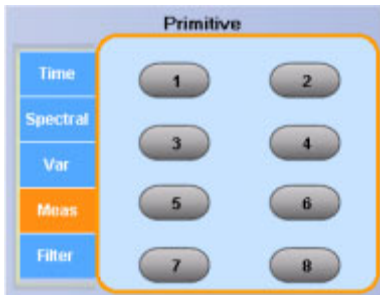 Primitive
Time
Spectral
Var
Meas
Filter
1 2
3 4
5 6
7 8